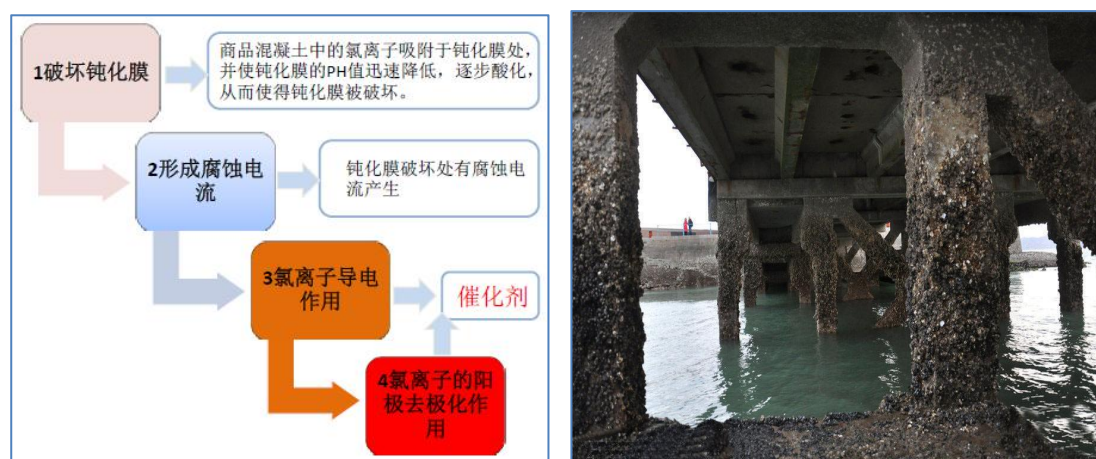 1破坏钝化膜
商品混凝土中的氯离子吸附于钝化膜处,
并使钝化膜的PH值迅速降低，逐步酸化，
从而使得钝化膜被破坏。
2形成腐蚀电
流
钝化膜破坏处有腐蚀电
流产生
3氯离子导电
作用
催化剂
4氯离子的阳
极去极化作
用